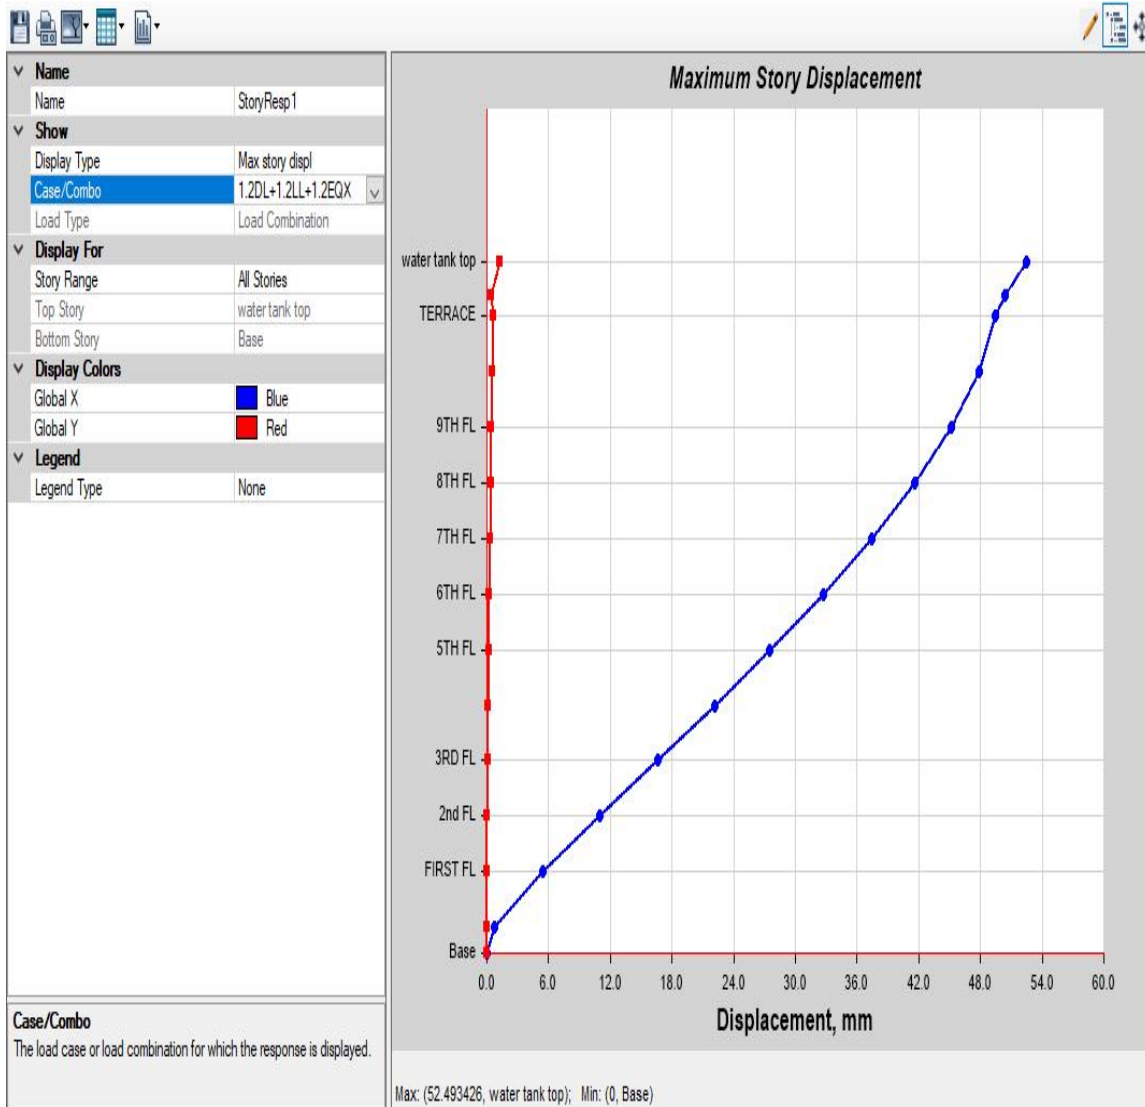 Name
Name StoryResp1
Show
Display Type Max story displ
Case/Combo 1.2DL+1.2LL+1.2EQX
Load Type Load Combination
Display For
Story Range All Stories
Top Story water tank top
Bottom Story Base
Display Colors
Global X Blue
Global Y Red
Legend
Legend Type None
Case/Combo
The load case or load combination for which the response is displayed.
Maximum Story Displacement
water tank top
TERRACE
9TH FL
8TH FL
7TH FL
6TH FL
5TH FL
3RD FL
2nd FL
FIRST FL
Base
0.0 6.0 12.0 18.0 24.0 30.0 36.0 42.0 48.0 54.0 60.0
Displacement, mm
Max: (52.493426, water tank top); Min: (0, Base)